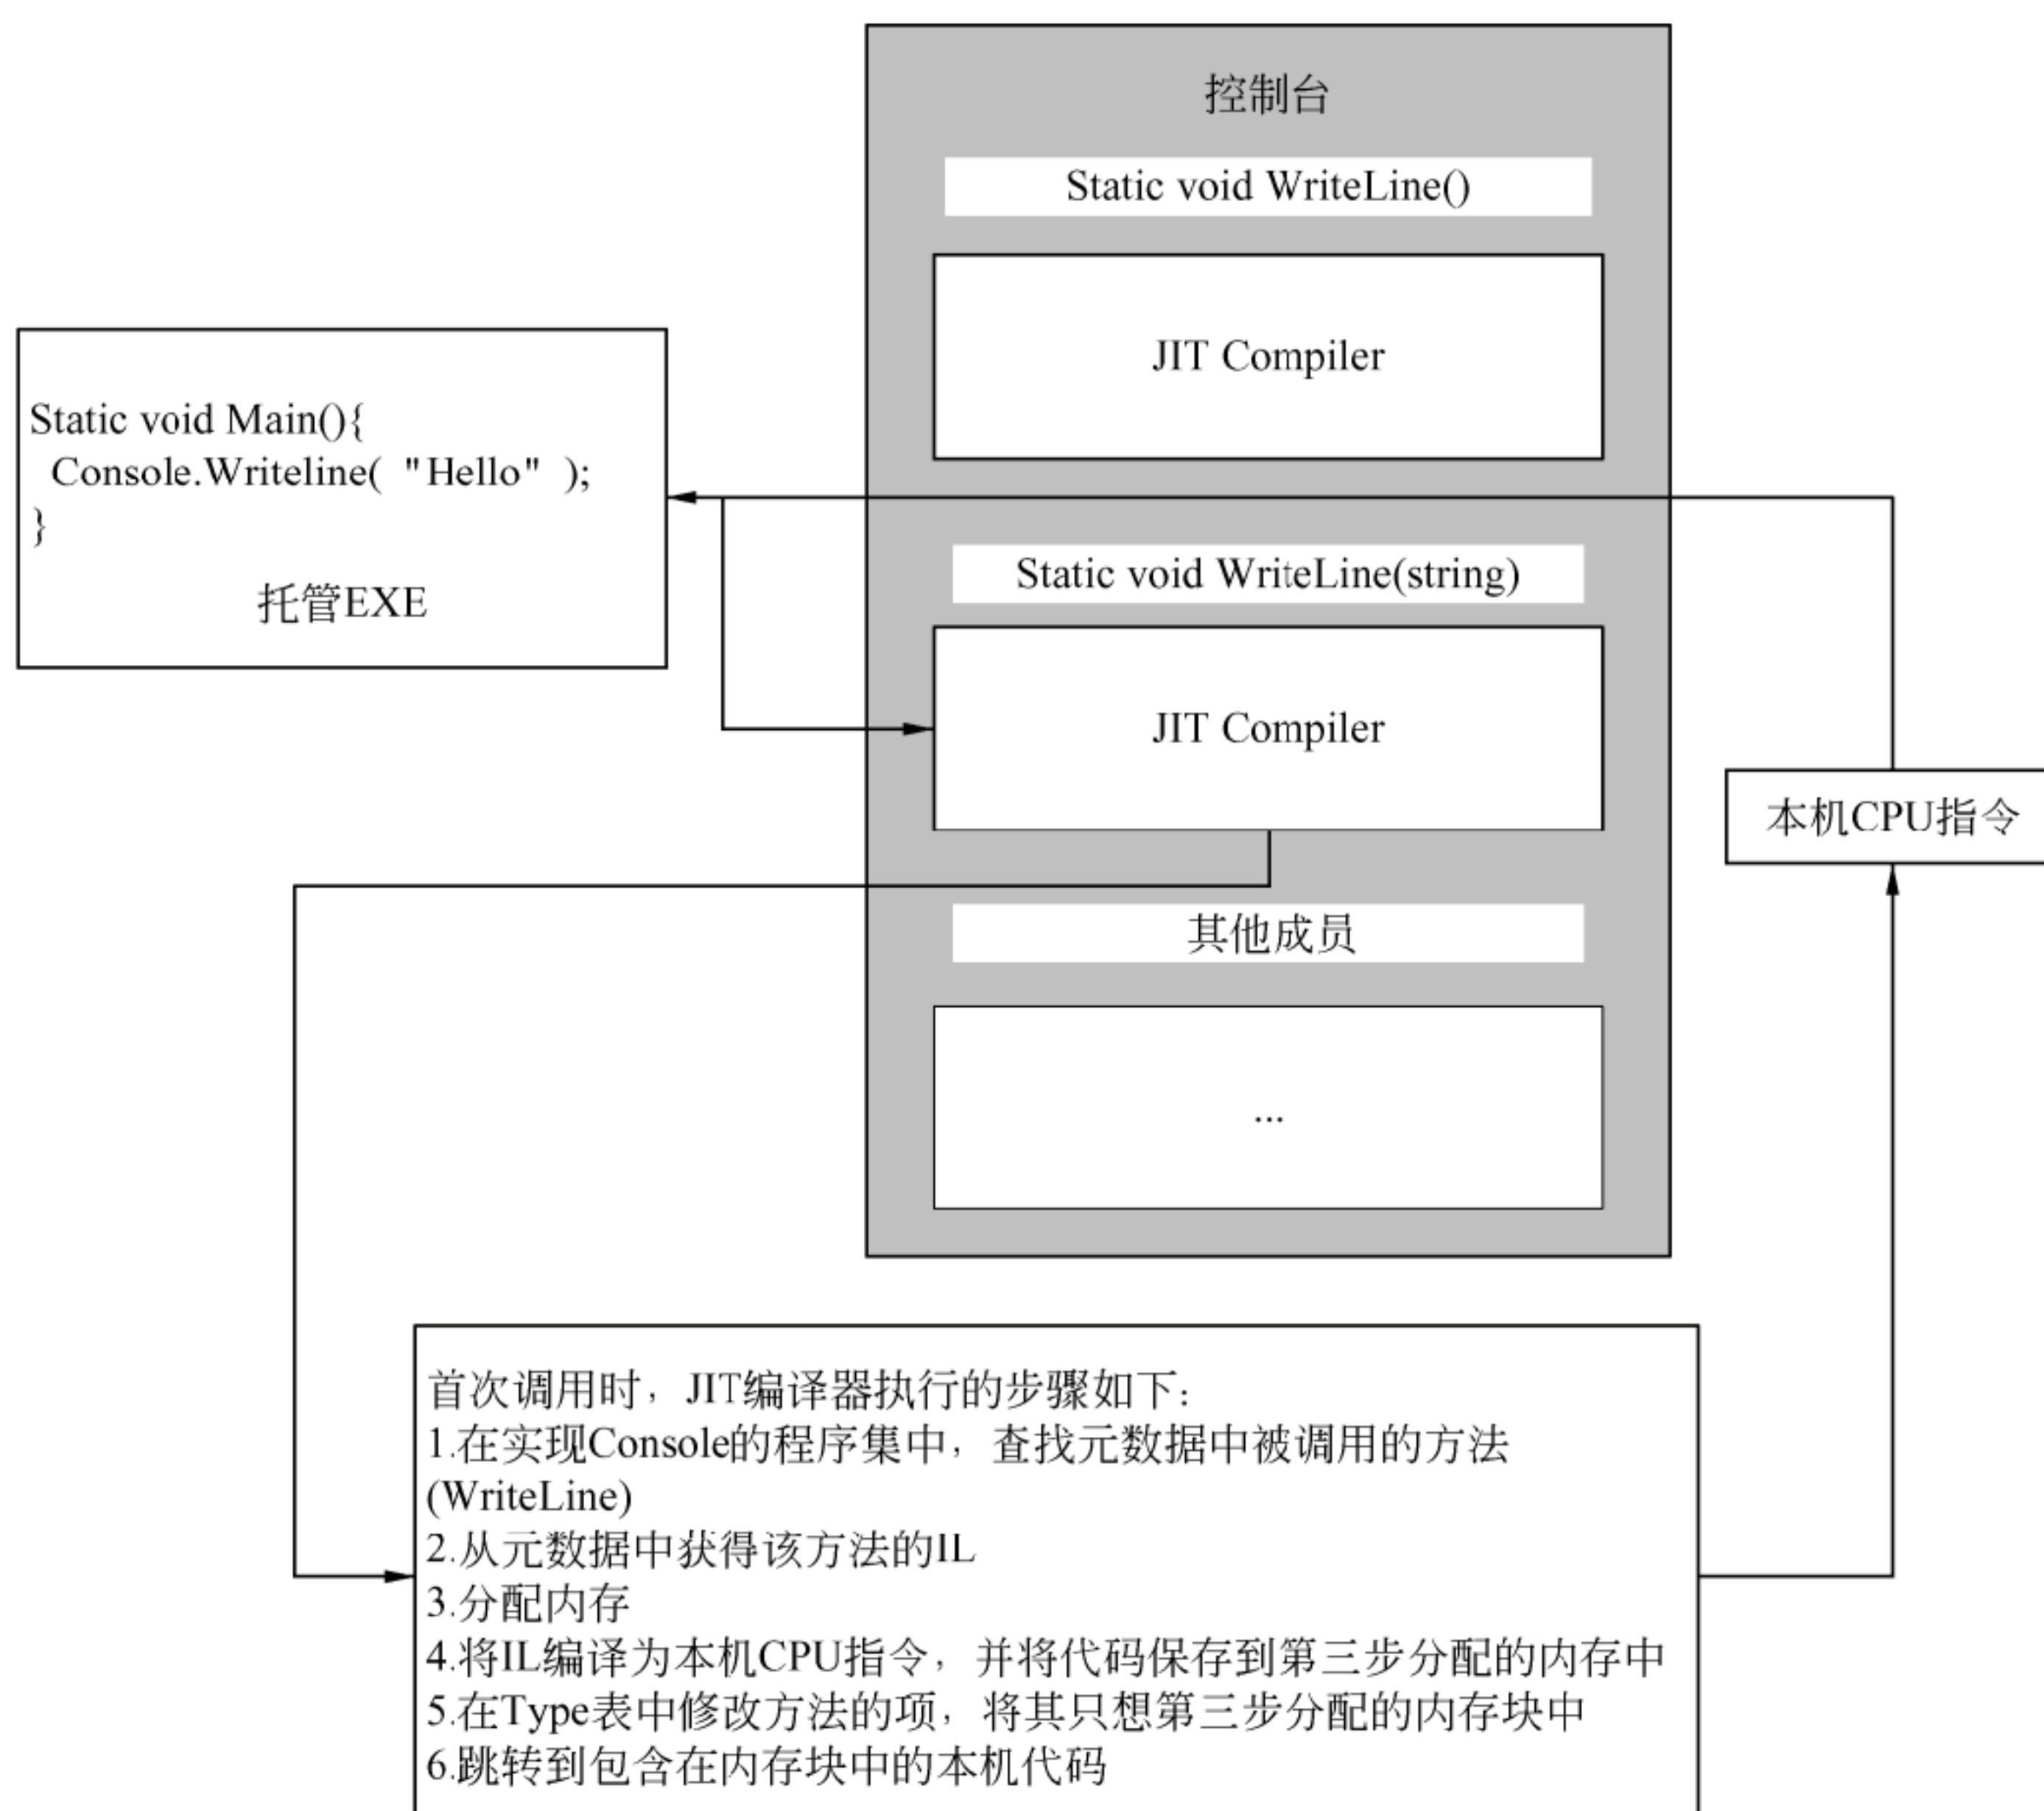 控制台
Static void WriteLine()
JIT Compiler
Static void Main(){
Console.Writeline( "Hello" );
}
托管EXE
Static void WriteLine(string)
JIT Compiler
本机CPU指令
其他成员
...
首次调用时，JIT编译器执行的步骤如下：
1.在实现Console的程序集中，查找元数据中被调用的方法
(WriteLine)
2.从元数据中获得该方法的IL
3.分配内存
4.将IL编译为本机CPU指令，并将代码保存到第三步分配的内存中
5.在Type表中修改方法的项，将其只想第三步分配的内存块中
6.跳转到包含在内存块中的本机代码